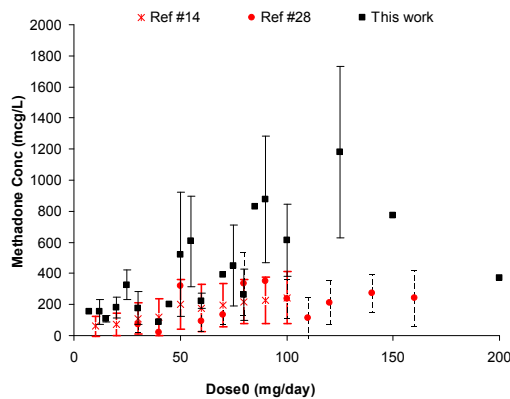 Ref #14 Ref #28 This work
2000
1800
1600
1400
1200
1000
800
600
400
200
0
Methadone Conc (mcg/L)
0 50 100 150 200
Dose0 (mg/day)